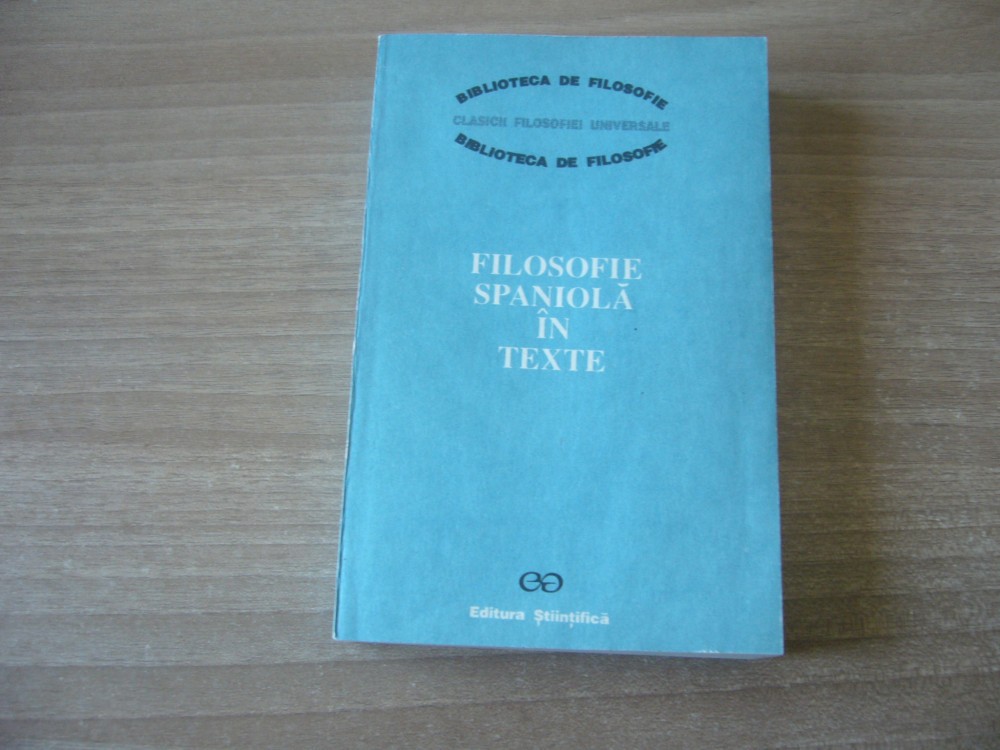 BIBLIOTECA DE FILOSOFIE
CLASICII FILOSOFIEI UNIVERSALE
BIBLIOTECA DE FILOSOFIE
FILOSOFIE
SPANIOLĂ
ÎN
TEXTE
Editura Științifică